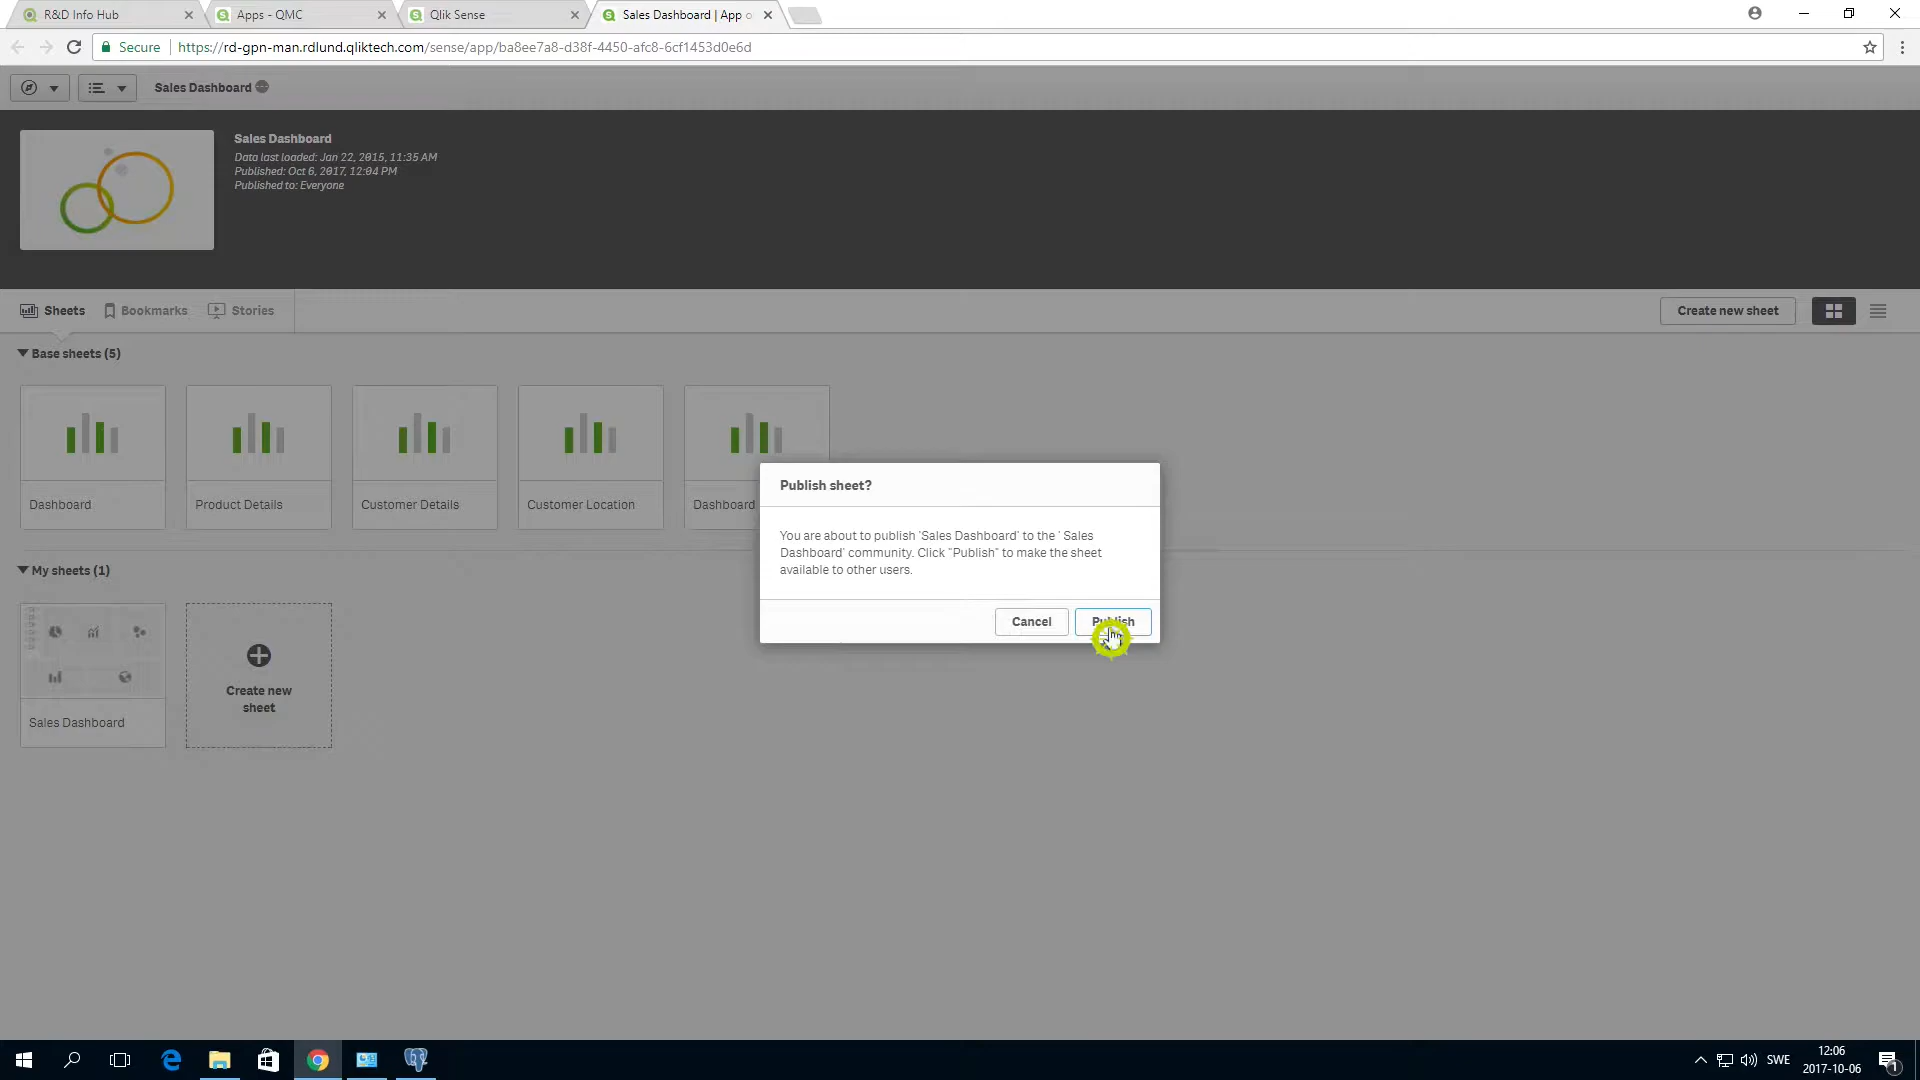 R&D Info Hub
Apps - QMC
Qlik Sense
Sales Dashboard | App o
Secure
https://rd-gpn-man.rdlund.qliktech.com/sense/app/ba8ee7a8-d38f-4450-afc8-6cf1453d0e6d
Sales Dashboard
Sales Dashboard
Data last loaded: Jan 22, 2015, 11:35 AM
Published: Oct 6, 2017, 12:04 PM
Published to: Everyone
Sheets
Bookmarks
Stories
Create new sheet
Base sheets (5)
Dashboard
Product Details
Customer Details
Customer Location
Dashboard
Publish sheet?
You are about to publish 'Sales Dashboard' to the ' Sales
Dashboard' community. Click "Publish" to make the sheet
available to other users.
Cancel
Publish
My sheets (1)
Sales Dashboard
Create new
sheet
SWE
12:06
2017-10-06
1